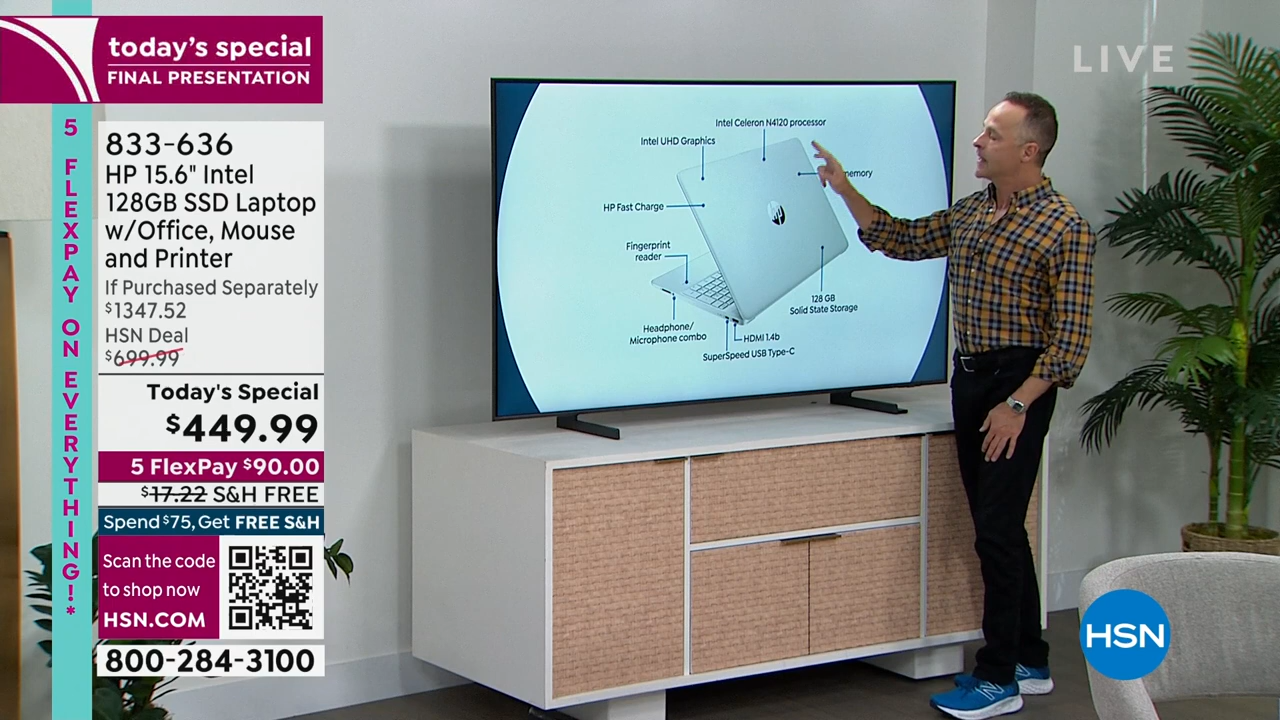 today's special
FINAL PRESENTATION
5 FLEXPAY ON EVERYTHING!*
833-636
HP 15.6" Intel
128GB SSD Laptop
w/Office, Mouse
and Printer
If Purchased Separately
$1347.52
HSN Deal
$699.99
Today's Special
$449.99
5 FlexPay $90.00
$17.22 S&H FREE
Spend $75, Get FREE S&H
Scan the code
to shop now
HSN.COM
800-284-3100
Intel Celeron N4120 processor
Intel UHD Graphics
HP Fast Charge
Fingerprint
reader
hp
128 GB
Solid State Storage
Headphone/
Microphone combo
HDMI 1.4b
SuperSpeed USB Type-C
LIVE
HSN